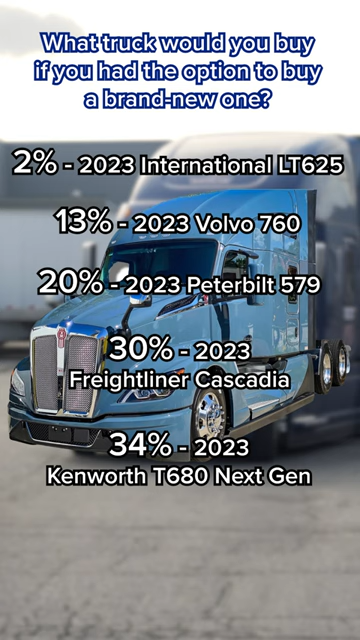 What truck would you buy
if you had the option to buy
a brand-new one?
2% - 2023 International LT625
13% - 2023 Volvo 760
20% - 2023 Peterbilt 579
30% - 2023
Freightliner Cascadia
34% - 2023
Kenworth T680 Next Gen